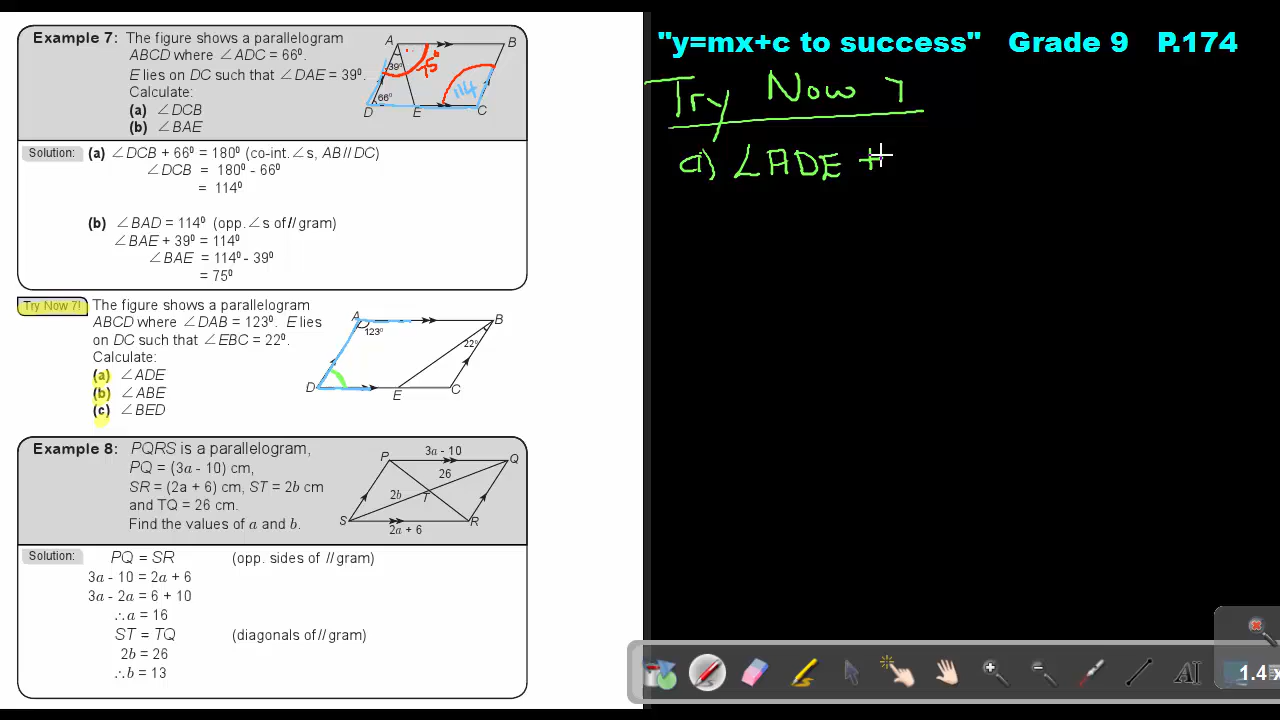 Example 7: The figure shows a parallelogram
ABCD where ∠ADC = 66⁰.
E lies on DC such that ∠DAE = 39⁰.
Calculate:
(a) ∠DCB
(b) ∠BAE
A
B
39⁰
75⁰
114
66⁰
D
E
C
Solution: (a) ∠DCB + 66⁰ = 180⁰ (co-int.∠s, AB//DC)
∠DCB = 180⁰ - 66⁰
= 114⁰
(b) ∠BAD = 114⁰ (opp.∠s of//gram)
∠BAE + 39⁰ = 114⁰
∠BAE = 114⁰ - 39⁰
= 75⁰
Try Now 7! The figure shows a parallelogram
ABCD where ∠DAB = 123⁰. E lies
on DC such that ∠EBC = 22⁰.
Calculate:
(a) ∠ADE
(b) ∠ABE
(c) ∠BED
A
B
123⁰
22⁰
D
E
C
Example 8: PQRS is a parallelogram,
PQ = (3a - 10) cm,
SR = (2a + 6) cm, ST = 2b cm
and TQ = 26 cm.
Find the values of a and b.
3a - 10
P
Q
26
2b
T
S
R
2a + 6
Solution: PQ = SR (opp. sides of //gram)
3a - 10 = 2a + 6
3a - 2a = 6 + 10
∴a = 16
ST = TQ (diagonals of//gram)
2b = 26
∴b = 13
"y=mx+c to success" Grade 9 P.174
Try Now 7
a) ∠ADE +
AI
1.4 x